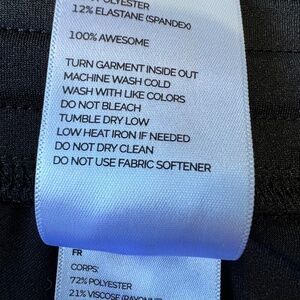 POLYESTER
12% ELASTANE (SPANDEX)
100% AWESOME
TURN GARMENT INSIDE OUT
MACHINE WASH COLD
WASH WITH LIKE COLORS
DO NOT BLEACH
TUMBLE DRY LOW
LOW HEAT IRON IF NEEDED
DO NOT DRY CLEAN
DO NOT USE FABRIC SOFTENER
FR
CORPS:
72% POLYESTER
21% VISCOSE (RAYONNE)